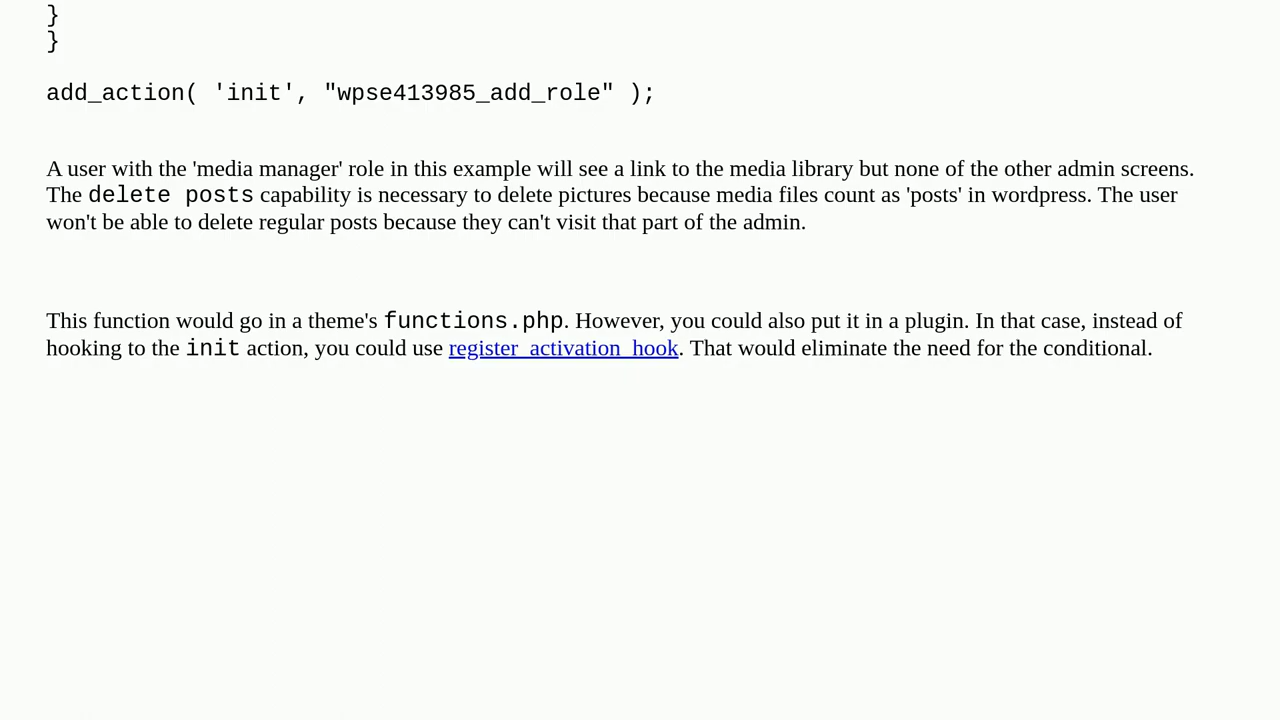 }
}
add_action( 'init', "wpse413985_add_role" );
A user with the 'media manager' role in this example will see a link to the media library but none of the other admin screens.
The delete posts capability is necessary to delete pictures because media files count as 'posts' in wordpress. The user
won't be able to delete regular posts because they can't visit that part of the admin.
This function would go in a theme's functions.php. However, you could also put it in a plugin. In that case, instead of
hooking to the init action, you could use register_activation_hook. That would eliminate the need for the conditional.